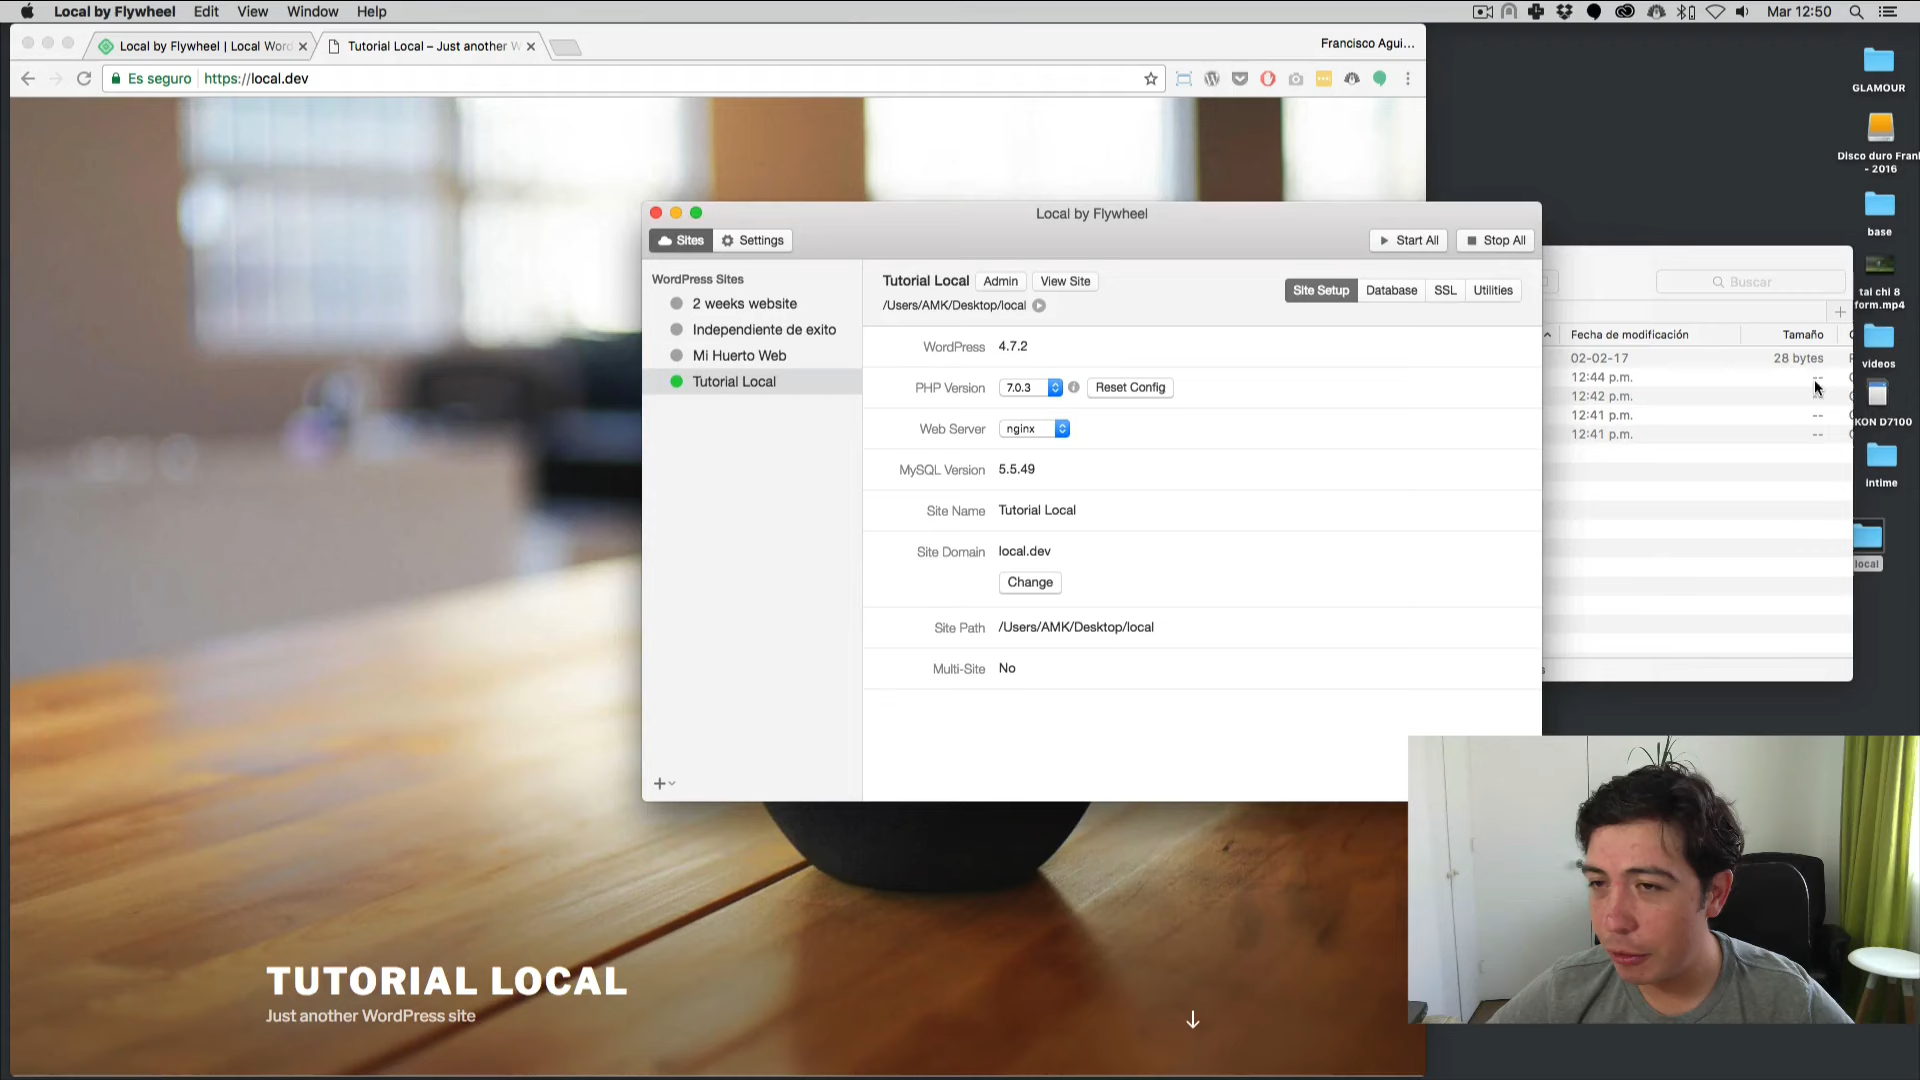 Local by Flywheel Edit View Window Help
Mar 12:50
Local by Flywheel | Local Word
Tutorial Local – Just another W
Francisco Agui...
Es seguro https://local.dev
GLAMOUR
Disco duro Frank
- 2016
base
tai chi 8
form.mp4
videos
KON D7100
intime
local
Local by Flywheel
Sites
Settings
Start All
Stop All
WordPress Sites
2 weeks website
Independiente de exito
Mi Huerto Web
Tutorial Local
Tutorial Local Admin View Site
/Users/AMK/Desktop/local
Site Setup Database SSL Utilities
WordPress 4.7.2
PHP Version 7.0.3 Reset Config
Web Server nginx
MySQL Version 5.5.49
Site Name Tutorial Local
Site Domain local.dev
Change
Site Path /Users/AMK/Desktop/local
Multi-Site No
Buscar
Fecha de modificación Tamaño
02-02-17 28 bytes
12:44 p.m. --
12:42 p.m. --
12:41 p.m. --
12:41 p.m. --
TUTORIAL LOCAL
Just another WordPress site